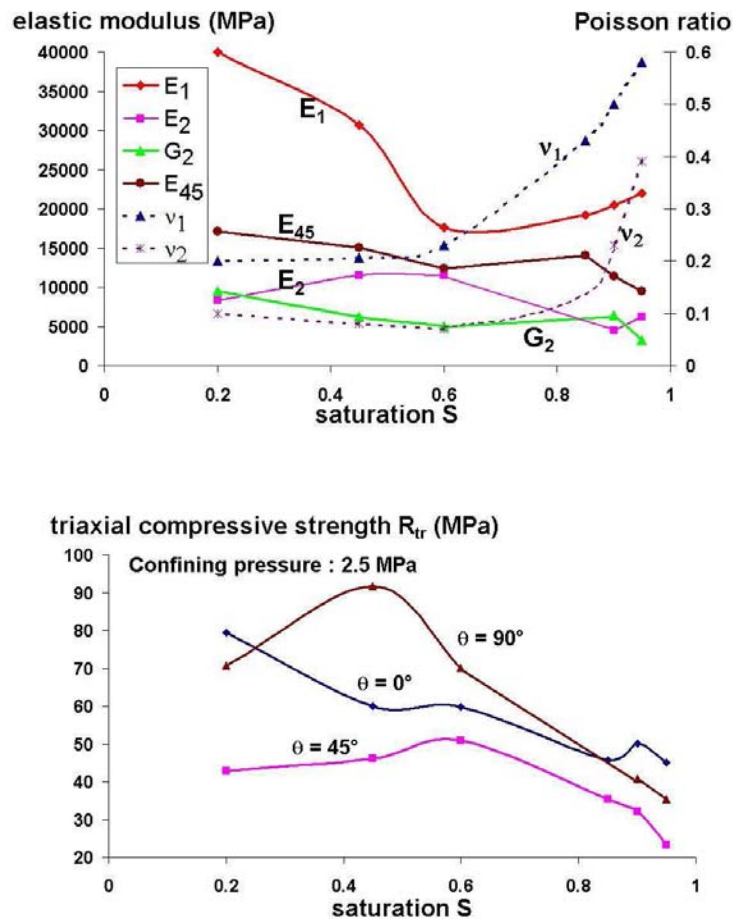 elastic modulus (MPa) Poisson ratio
40000
35000
30000
25000
20000
15000
10000
5000
0
0.6
0.5
0.4
0.3
0.2
0.1
0
E₁
E₂
G₂
E₄₅
ν₁
ν₂
E₁
E₄₅
E₂
G₂
ν₁
ν₂
0 0.2 0.4 0.6 0.8 1
saturation S
triaxial compressive strength Rₜᵣ (MPa)
100
90
80
70
60
50
40
30
20
Confining pressure : 2.5 MPa
θ = 90°
θ = 0°
θ = 45°
0 0.2 0.4 0.6 0.8 1
saturation S